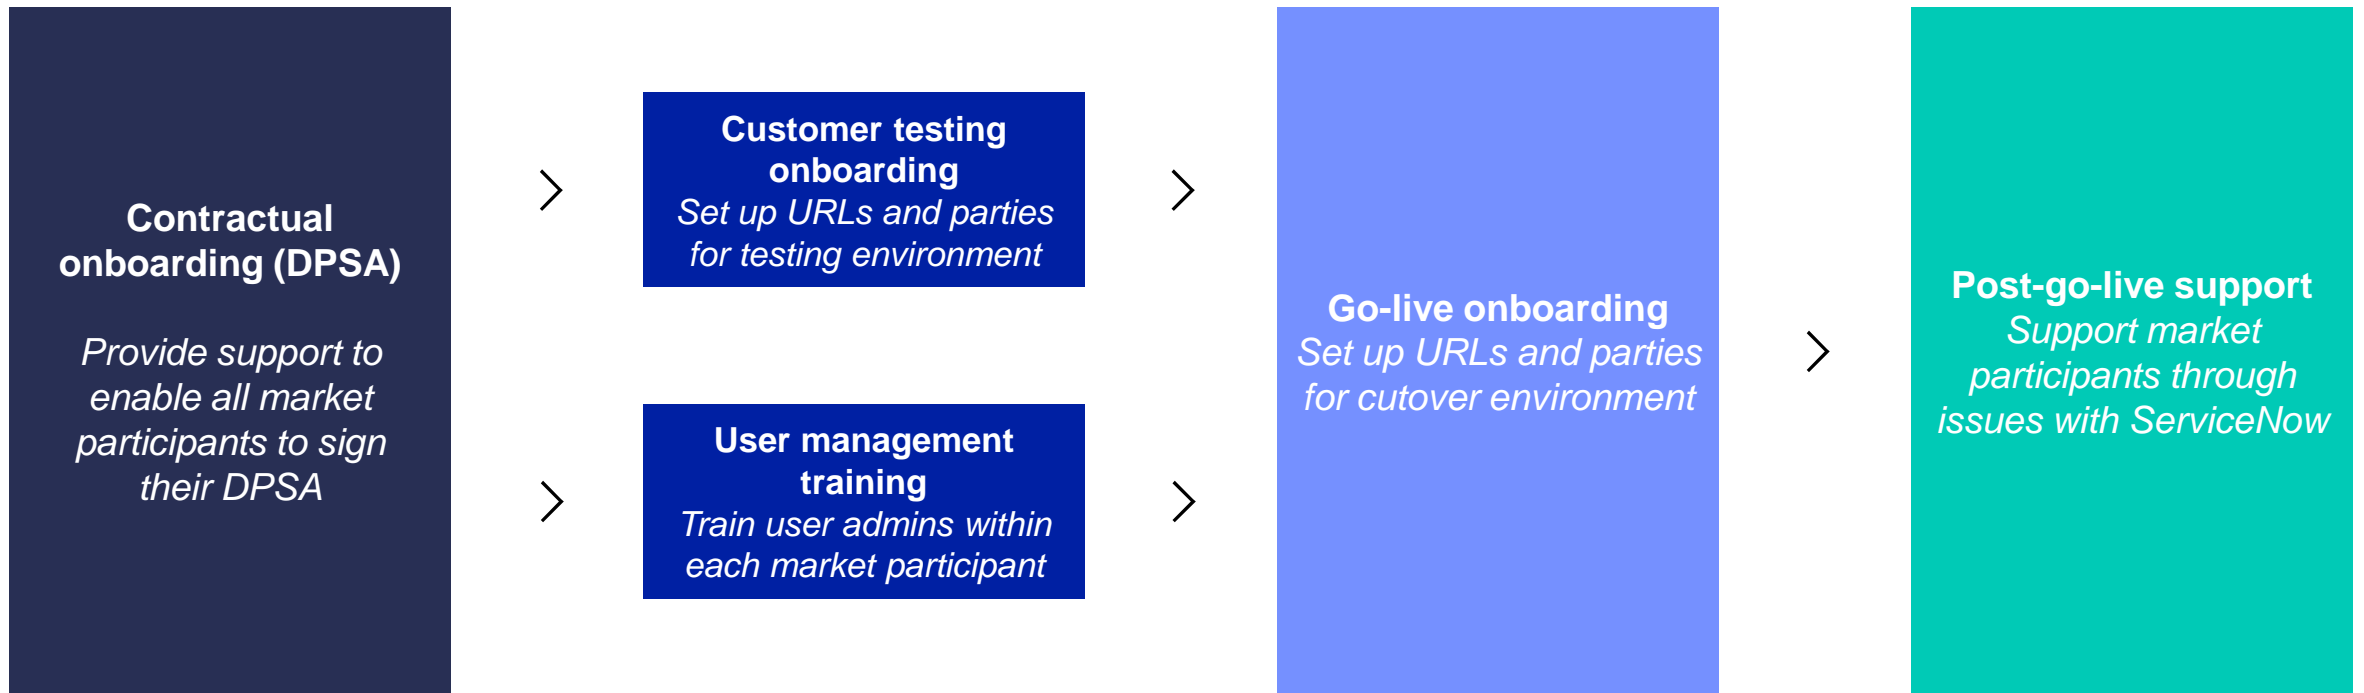 Contractual
onboarding (DPSA)
Provide support to
enable all market
participants to sign
their DPSA
Customer testing
onboarding
Set up URLs and parties
for testing environment
User management
training
Train user admins within
each market participant
Go-live onboarding
Set up URLs and parties
for cutover environment
Post-go-live support
Support market
participants through
issues with ServiceNow